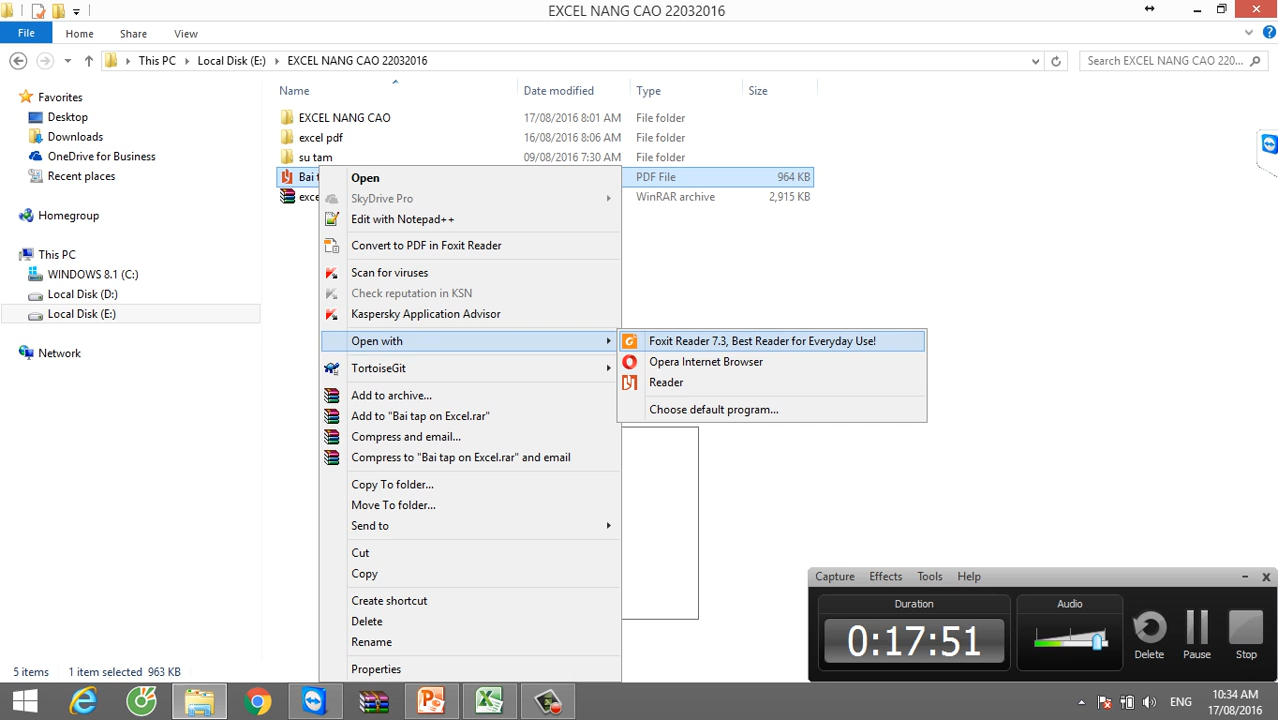 EXCEL NANG CAO 22032016
File Home Share View
This PC Local Disk (E:) EXCEL NANG CAO 22032016
Search EXCEL NANG CAO 220...
Name Date modified Type Size
Favorites
Desktop
Downloads
OneDrive for Business
Recent places
Homegroup
This PC
WINDOWS 8.1 (C:)
Local Disk (D:)
Local Disk (E:)
Network
EXCEL NANG CAO 17/08/2016 8:01 AM File folder
excel pdf 16/08/2016 8:06 AM File folder
su tam 09/08/2016 7:30 AM File folder
Bai PDF File 964 KB
WinRAR archive 2,915 KB
Open
SkyDrive Pro
Edit with Notepad++
Convert to PDF in Foxit Reader
Scan for viruses
Check reputation in KSN
Kaspersky Application Advisor
Open with
TortoiseGit
Add to archive...
Add to "Bai tap on Excel.rar"
Compress and email...
Compress to "Bai tap on Excel.rar" and email
Copy To folder...
Move To folder...
Send to
Cut
Copy
Create shortcut
Delete
Rename
Properties
Foxit Reader 7.3, Best Reader for Everyday Use!
Opera Internet Browser
Reader
Choose default program...
Capture Effects Tools Help
Duration Audio
0:17:51
Delete Pause Stop
5 items 1 item selected 963 KB
ENG
10:34 AM
17/08/2016